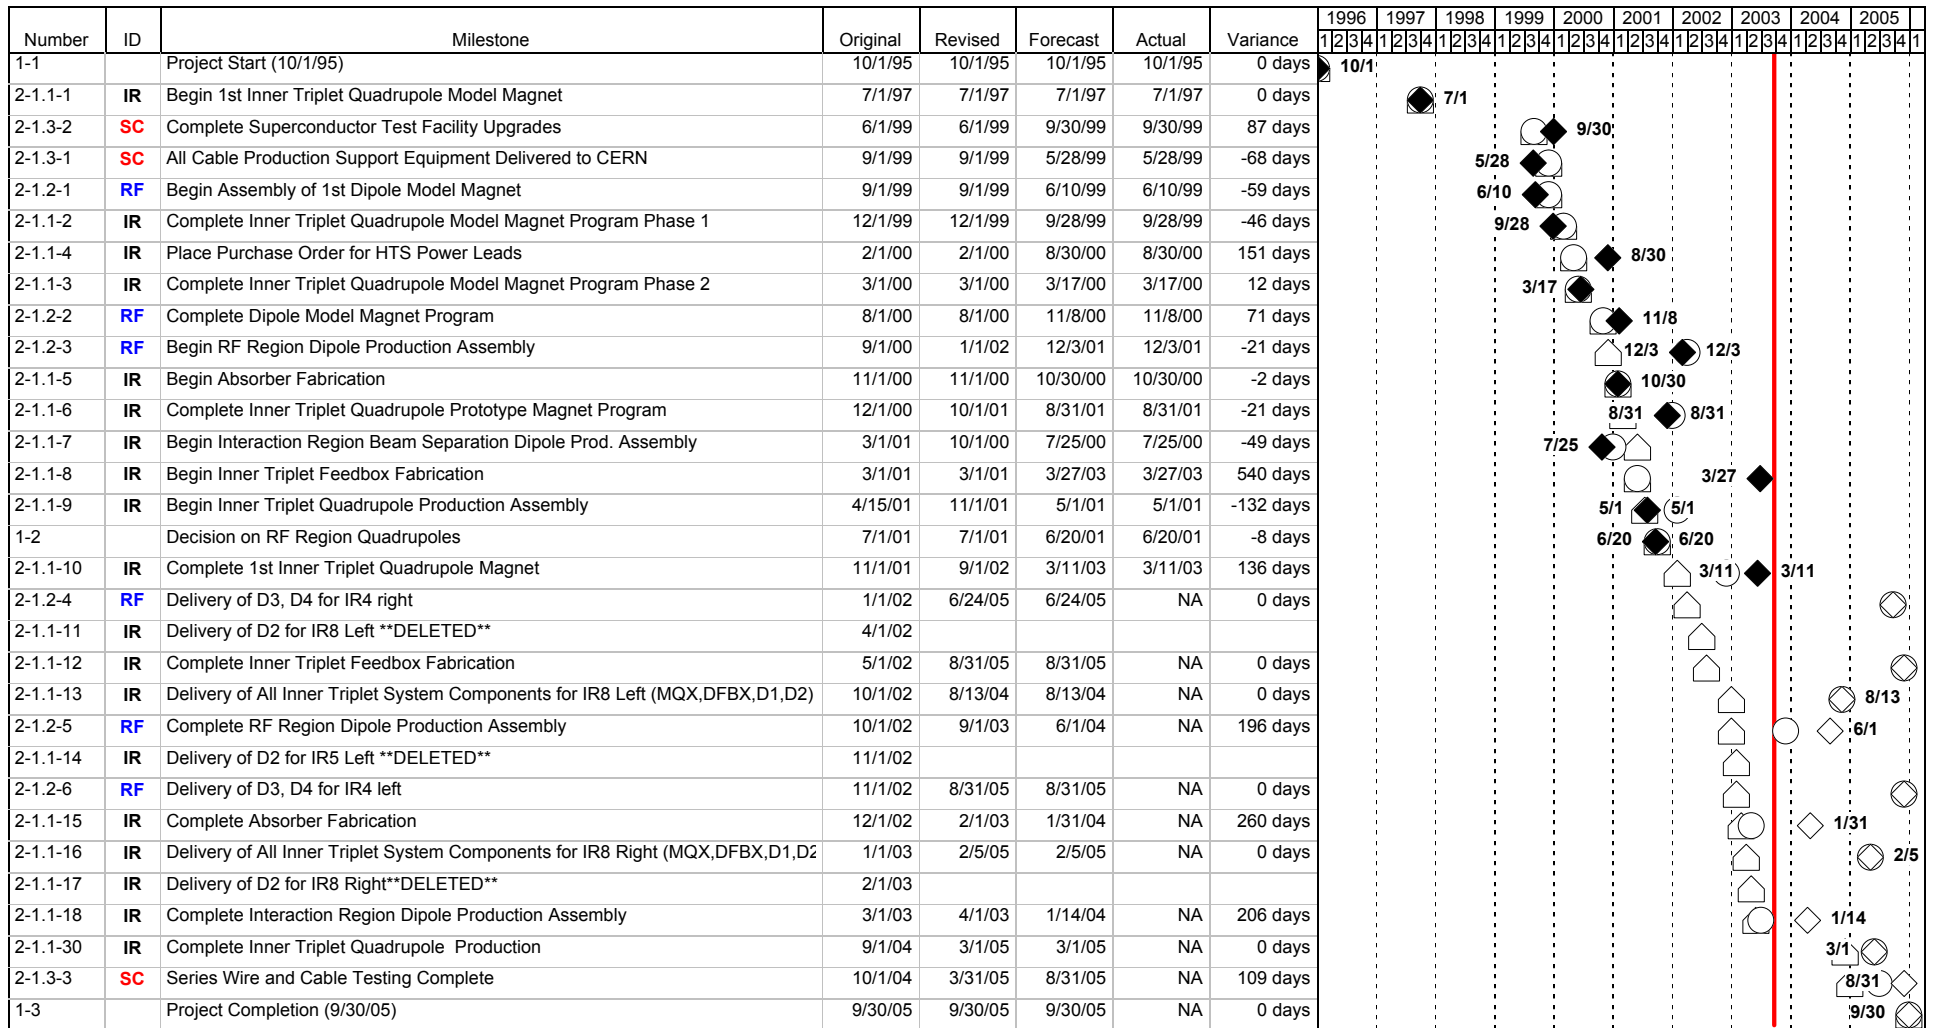 1996 1997 1998 1999 2000 2001 2002 2003 2004 2005
Number ID Milestone Original Revised Forecast Actual Variance 1 2 3 4 1 2 3 4 1 2 3 4 1 2 3 4 1 2 3 4 1 2 3 4 1 2 3 4 1 2 3 4 1 2 3 4 1 2 3 4 1
1-1 Project Start (10/1/95) 10/1/95 10/1/95 10/1/95 10/1/95 0 days 10/1
2-1.1-1 IR Begin 1st Inner Triplet Quadrupole Model Magnet 7/1/97 7/1/97 7/1/97 7/1/97 0 days 7/1
2-1.3-2 SC Complete Superconductor Test Facility Upgrades 6/1/99 6/1/99 9/30/99 9/30/99 87 days 9/30
2-1.3-1 SC All Cable Production Support Equipment Delivered to CERN 9/1/99 9/1/99 5/28/99 5/28/99 -68 days 5/28
2-1.2-1 RF Begin Assembly of 1st Dipole Model Magnet 9/1/99 9/1/99 6/10/99 6/10/99 -59 days 6/10
2-1.1-2 IR Complete Inner Triplet Quadrupole Model Magnet Program Phase 1 12/1/99 12/1/99 9/28/99 9/28/99 -46 days 9/28
2-1.1-4 IR Place Purchase Order for HTS Power Leads 2/1/00 2/1/00 8/30/00 8/30/00 151 days 8/30
2-1.1-3 IR Complete Inner Triplet Quadrupole Model Magnet Program Phase 2 3/1/00 3/1/00 3/17/00 3/17/00 12 days 3/17
2-1.2-2 RF Complete Dipole Model Magnet Program 8/1/00 8/1/00 11/8/00 11/8/00 71 days 11/8
2-1.2-3 RF Begin RF Region Dipole Production Assembly 9/1/00 1/1/02 12/3/01 12/3/01 -21 days 12/3 12/3
2-1.1-5 IR Begin Absorber Fabrication 11/1/00 11/1/00 10/30/00 10/30/00 -2 days 10/30
2-1.1-6 IR Complete Inner Triplet Quadrupole Prototype Magnet Program 12/1/00 10/1/01 8/31/01 8/31/01 -21 days 8/31 8/31
2-1.1-7 IR Begin Interaction Region Beam Separation Dipole Prod. Assembly 3/1/01 10/1/00 7/25/00 7/25/00 -49 days 7/25
2-1.1-8 IR Begin Inner Triplet Feedbox Fabrication 3/1/01 3/1/01 3/27/03 3/27/03 540 days 3/27
2-1.1-9 IR Begin Inner Triplet Quadrupole Production Assembly 4/15/01 11/1/01 5/1/01 5/1/01 -132 days 5/1 5/1
1-2 Decision on RF Region Quadrupoles 7/1/01 7/1/01 6/20/01 6/20/01 -8 days 6/20 6/20
2-1.1-10 IR Complete 1st Inner Triplet Quadrupole Magnet 11/1/01 9/1/02 3/11/03 3/11/03 136 days 3/11 3/11
2-1.2-4 RF Delivery of D3, D4 for IR4 right 1/1/02 6/24/05 6/24/05 NA 0 days
2-1.1-11 IR Delivery of D2 for IR8 Left **DELETED** 4/1/02
2-1.1-12 IR Complete Inner Triplet Feedbox Fabrication 5/1/02 8/31/05 8/31/05 NA 0 days
2-1.1-13 IR Delivery of All Inner Triplet System Components for IR8 Left (MQX,DFBX,D1,D2) 10/1/02 8/13/04 8/13/04 NA 0 days 8/13
2-1.2-5 RF Complete RF Region Dipole Production Assembly 10/1/02 9/1/03 6/1/04 NA 196 days 6/1
2-1.1-14 IR Delivery of D2 for IR5 Left **DELETED** 11/1/02
2-1.2-6 RF Delivery of D3, D4 for IR4 left 11/1/02 8/31/05 8/31/05 NA 0 days
2-1.1-15 IR Complete Absorber Fabrication 12/1/02 2/1/03 1/31/04 NA 260 days 1/31
2-1.1-16 IR Delivery of All Inner Triplet System Components for IR8 Right (MQX,DFBX,D1,D2 1/1/03 2/5/05 2/5/05 NA 0 days 2/5
2-1.1-17 IR Delivery of D2 for IR8 Right**DELETED** 2/1/03
2-1.1-18 IR Complete Interaction Region Dipole Production Assembly 3/1/03 4/1/03 1/14/04 NA 206 days 1/14
2-1.1-30 IR Complete Inner Triplet Quadrupole Production 9/1/04 3/1/05 3/1/05 NA 0 days 3/1
2-1.3-3 SC Series Wire and Cable Testing Complete 10/1/04 3/31/05 8/31/05 NA 109 days 8/31
1-3 Project Completion (9/30/05) 9/30/05 9/30/05 9/30/05 NA 0 days 9/30